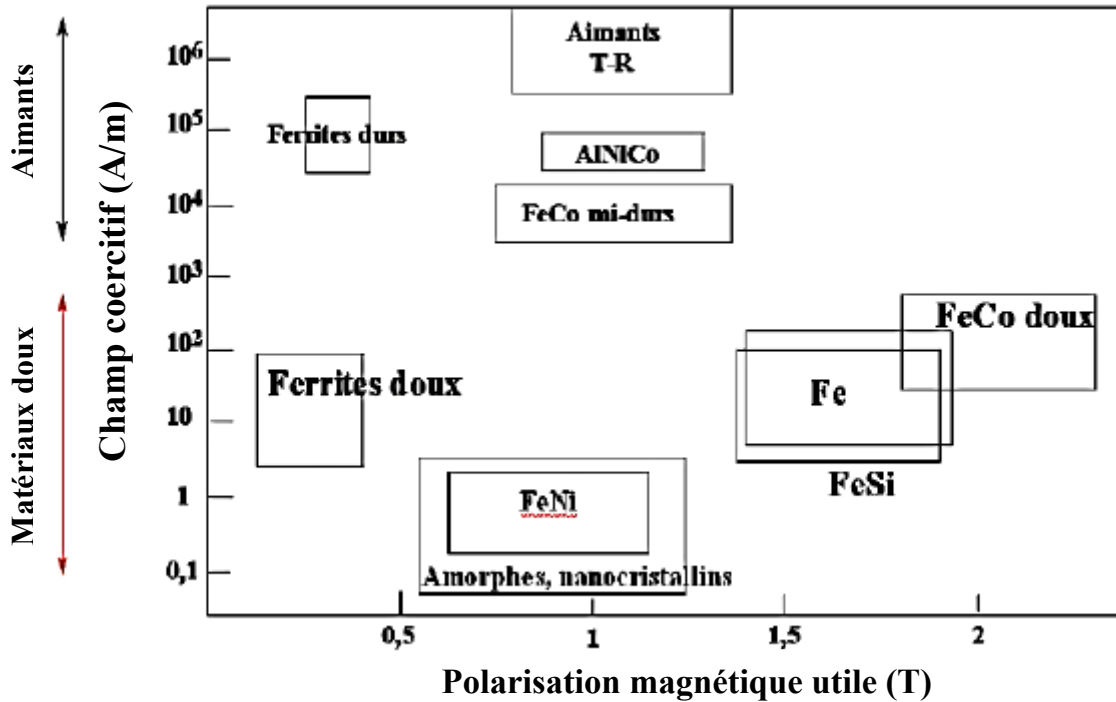 Aimants
Matériaux doux
Champ coercitif (A/m)
10⁶
10⁵
10⁴
10³
10²
10
1
0,1
Aimants
T-R
Ferrites durs
AlNiCo
FeCo mi-durs
FeCo doux
Ferrites doux
Fe
FeSi
FeNi
Amorphes, nanocristallins
0,5
1
1,5
2
Polarisation magnétique utile (T)